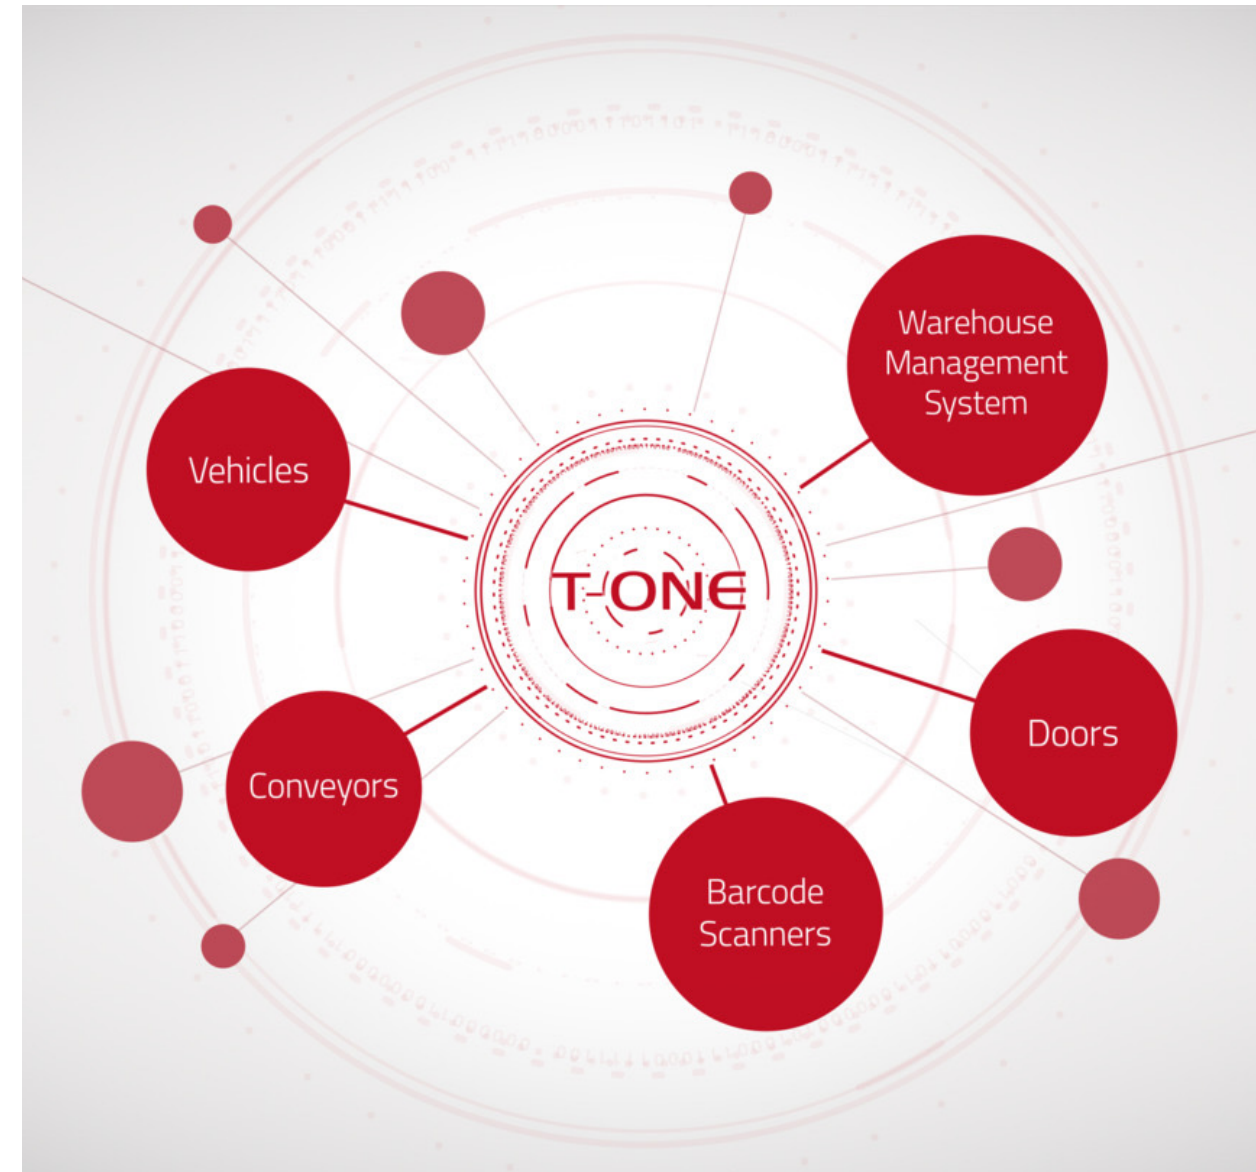 Warehouse
Management
System
Vehicles
T-ONE
Doors
Conveyors
Barcode
Scanners